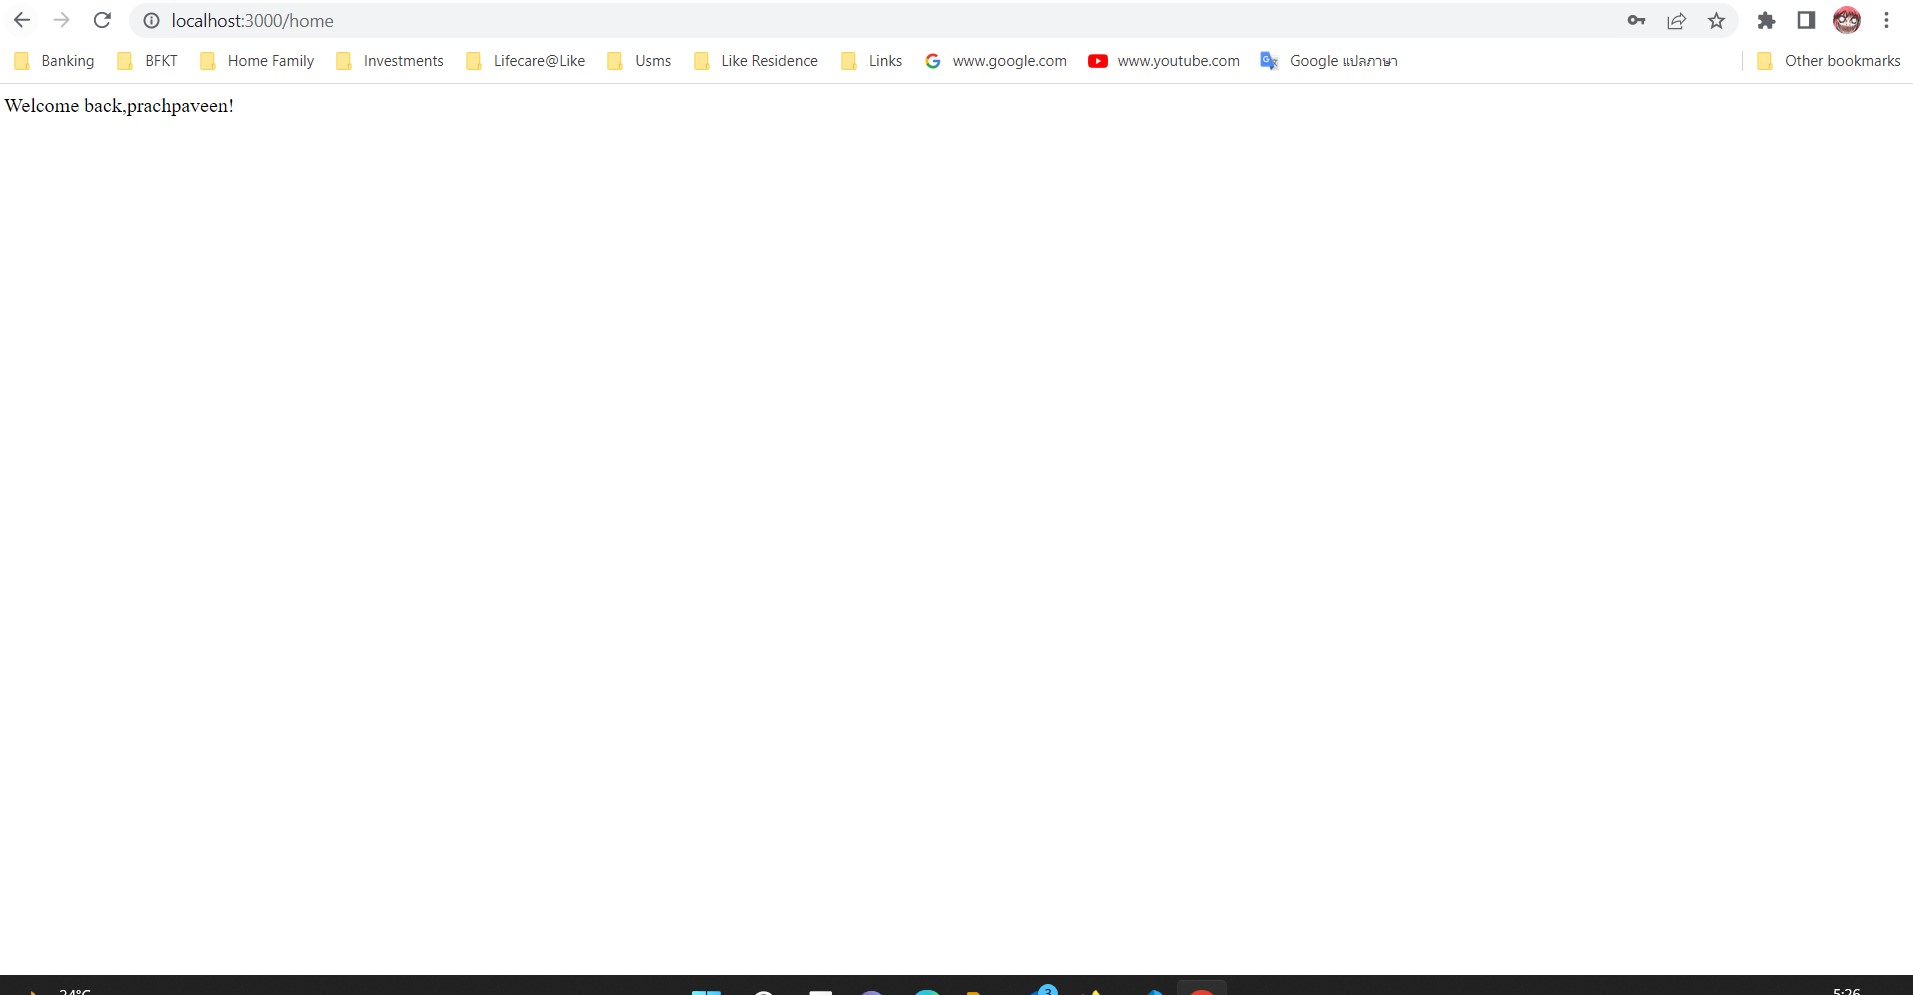 localhost:3000/home
Banking BFKT Home Family Investments Lifecare@Like Usms Like Residence Links www.google.com www.youtube.com Google แปลภาษา Other bookmarks
Welcome back,prachpaveen!
24°C 3 5:26